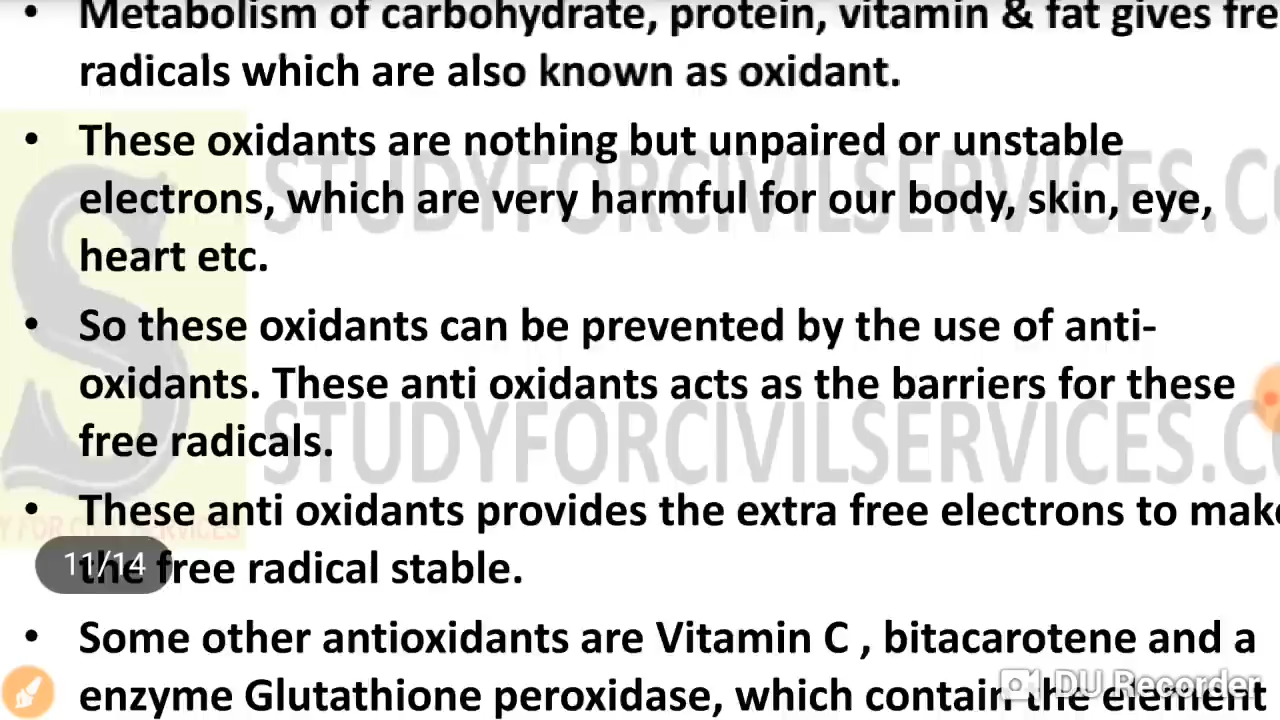 • Metabolism of carbohydrate, protein, vitamin & fat gives fre
radicals which are also known as oxidant.
• These oxidants are nothing but unpaired or unstable
electrons, which are very harmful for our body, skin, eye,
heart etc.
• So these oxidants can be prevented by the use of anti-
oxidants. These anti oxidants acts as the barriers for these
free radicals.
• These anti oxidants provides the extra free electrons to make
the free radical stable.
• Some other antioxidants are Vitamin C , bitacarotene and a
enzyme Glutathione peroxidase, which contain the element
STUDYFORCIVILSERVICES.C
STUDYFORCIVILSERVICES.C
Y FOR CIVIL SERVICES
11/14
DU Recorder